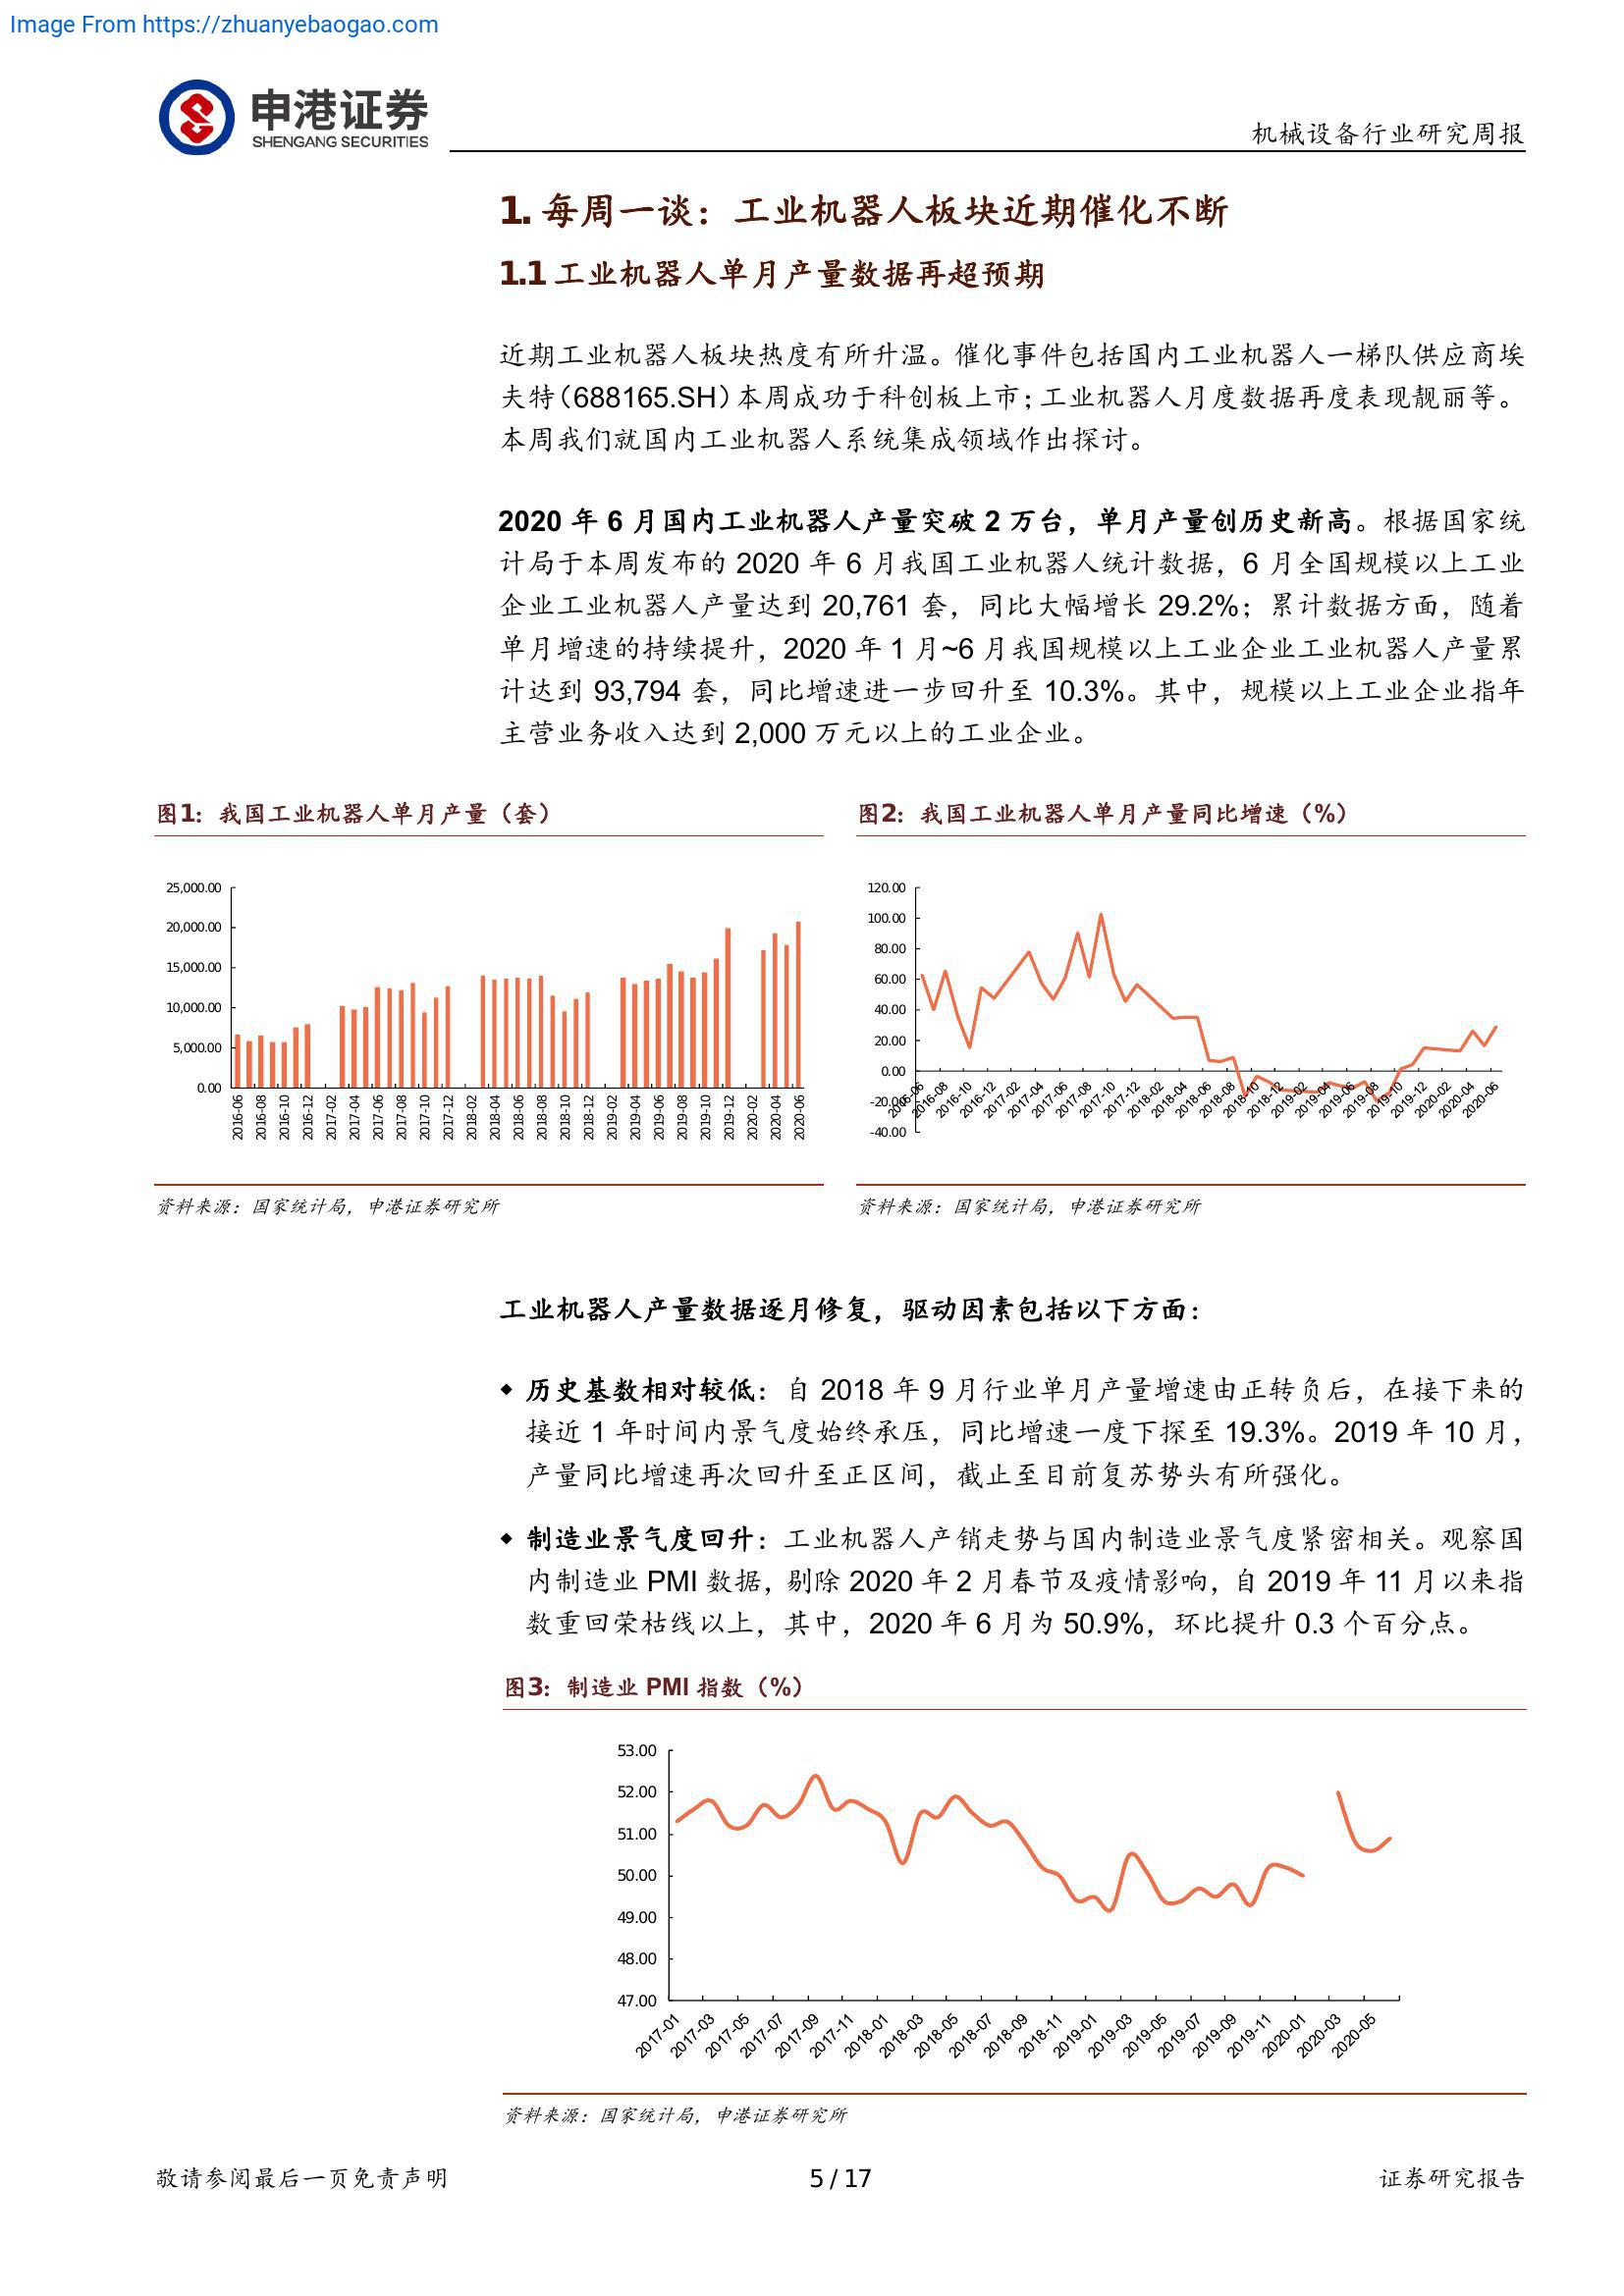 Image From https://zhuanyebaogao.com
申港证券
SHENGANG SECURITIES
机械设备行业研究周报
1. 每周一谈：工业机器人板块近期催化不断
1.1 工业机器人单月产量数据再超预期
近期工业机器人板块热度有所升温。催化事件包括国内工业机器人一梯队供应商埃
夫特（688165.SH）本周成功于科创板上市；工业机器人月度数据再度表现靓丽等。
本周我们就国内工业机器人系统集成领域作出探讨。
2020 年 6 月国内工业机器人产量突破 2 万台，单月产量创历史新高。根据国家统
计局于本周发布的 2020 年 6 月我国工业机器人统计数据，6 月全国规模以上工业
企业工业机器人产量达到 20,761 套，同比大幅增长 29.2%；累计数据方面，随着
单月增速的持续提升，2020 年 1 月~6 月我国规模以上工业企业工业机器人产量累
计达到 93,794 套，同比增速进一步回升至 10.3%。其中，规模以上工业企业指年
主营业务收入达到 2,000 万元以上的工业企业。
图1：我国工业机器人单月产量（套）
25,000.00
20,000.00
15,000.00
10,000.00
5,000.00
0.00
2016-06 2016-08 2016-10 2016-12 2017-02 2017-04 2017-06 2017-08 2017-10 2017-12 2018-02 2018-04 2018-06 2018-08 2018-10 2018-12 2019-02 2019-04 2019-06 2019-08 2019-10 2019-12 2020-02 2020-04 2020-06
资料来源：国家统计局，申港证券研究所
图2：我国工业机器人单月产量同比增速（%）
120.00
100.00
80.00
60.00
40.00
20.00
0.00
-20.00
-40.00
2016-06 2016-08 2016-10 2016-12 2017-02 2017-04 2017-06 2017-08 2017-10 2017-12 2018-02 2018-04 2018-06 2018-08 2018-10 2018-12 2019-02 2019-04 2019-06 2019-08 2019-10 2019-12 2020-02 2020-04 2020-06
资料来源：国家统计局，申港证券研究所
工业机器人产量数据逐月修复，驱动因素包括以下方面：
◆ 历史基数相对较低：自 2018 年 9 月行业单月产量增速由正转负后，在接下来的
接近 1 年时间内景气度始终承压，同比增速一度下探至 19.3%。2019 年 10 月，
产量同比增速再次回升至正区间，截止至目前复苏势头有所强化。
◆ 制造业景气度回升：工业机器人产销走势与国内制造业景气度紧密相关。观察国
内制造业 PMI 数据，剔除 2020 年 2 月春节及疫情影响，自 2019 年 11 月以来指
数重回荣枯线以上，其中，2020 年 6 月为 50.9%，环比提升 0.3 个百分点。
图3：制造业 PMI 指数（%）
53.00
52.00
51.00
50.00
49.00
48.00
47.00
2017-01 2017-03 2017-05 2017-07 2017-09 2017-11 2018-01 2018-03 2018-05 2018-07 2018-09 2018-11 2019-01 2019-03 2019-05 2019-07 2019-09 2019-11 2020-01 2020-03 2020-05
资料来源：国家统计局，申港证券研究所
敬请参阅最后一页免责声明
5 / 17
证券研究报告